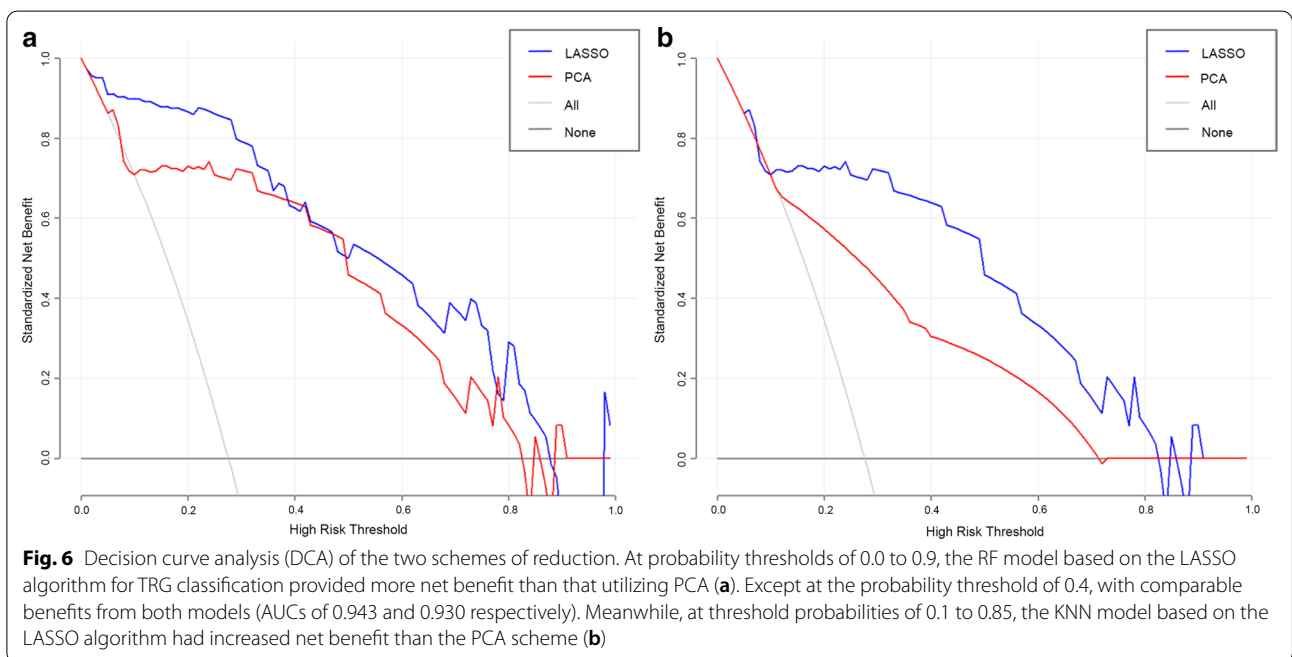 a
1.0
0.8
0.6
0.4
0.2
0.0
Standardized Net Benefit
LASSO
PCA
All
None
0.0
0.2
0.4
0.6
0.8
1.0
High Risk Threshold
b
1.0
0.8
0.6
0.4
0.2
0.0
Standardized Net Benefit
LASSO
PCA
All
None
0.0
0.2
0.4
0.6
0.8
1.0
High Risk Threshold
Fig. 6 Decision curve analysis (DCA) of the two schemes of reduction. At probability thresholds of 0.0 to 0.9, the RF model based on the LASSO
algorithm for TRG classification provided more net benefit than that utilizing PCA (a). Except at the probability threshold of 0.4, with comparable
benefits from both models (AUCs of 0.943 and 0.930 respectively). Meanwhile, at threshold probabilities of 0.1 to 0.85, the KNN model based on the
LASSO algorithm had increased net benefit than the PCA scheme (b)